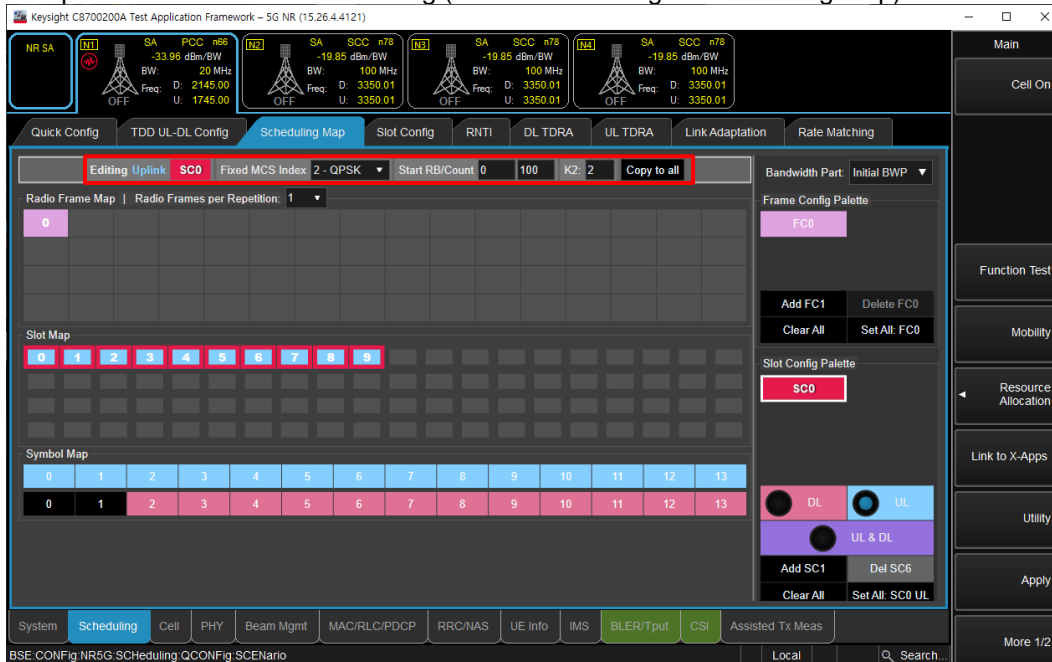 Keysight C8700200A Test Application Framework – 5G NR (15.26.4.4121)
NR SA
N1 SA PCC n66
-33.96 dBm/BW
BW: 20 MHz
Freq: D: 2145.00
U: 1745.00
OFF
N2 SA SCC n78
-19.85 dBm/BW
BW: 100 MHz
Freq: D: 3350.01
U: 3350.01
OFF
N3 SA SCC n78
-19.85 dBm/BW
BW: 100 MHz
Freq: D: 3350.01
U: 3350.01
OFF
N4 SA SCC n78
-19.85 dBm/BW
BW: 100 MHz
Freq: D: 3350.01
U: 3350.01
OFF
Main
Cell On
Quick Config TDD UL-DL Config Scheduling Map Slot Config RNTI DL TDRA UL TDRA Link Adaptation Rate Matching
Editing Uplink SC0 Fixed MCS Index 2 - QPSK Start RB/Count 0 100 K2: 2 Copy to all
Bandwidth Part: Initial BWP
Radio Frame Map | Radio Frames per Repetition: 1
0
Frame Config Palette
FC0
Add FC1 Delete FC0
Clear All Set All: FC0
Slot Map
0 1 2 3 4 5 6 7 8 9
Slot Config Palette
SC0
Symbol Map
0 1 2 3 4 5 6 7 8 9 10 11 12 13
0 1 2 3 4 5 6 7 8 9 10 11 12 13
DL UL
UL & DL
Add SC1 Del SC6
Clear All Set All: SC0 UL
Function Test
Mobility
Resource
Allocation
Link to X-Apps
Utility
Apply
More 1/2
System Scheduling Cell PHY Beam Mgmt MAC/RLC/PDCP RRC/NAS UE Info IMS BLER/Tput CSI Assisted Tx Meas
BSE:CONFig:NR5G:SCHeduling:QCONFig:SCENario Local Search...